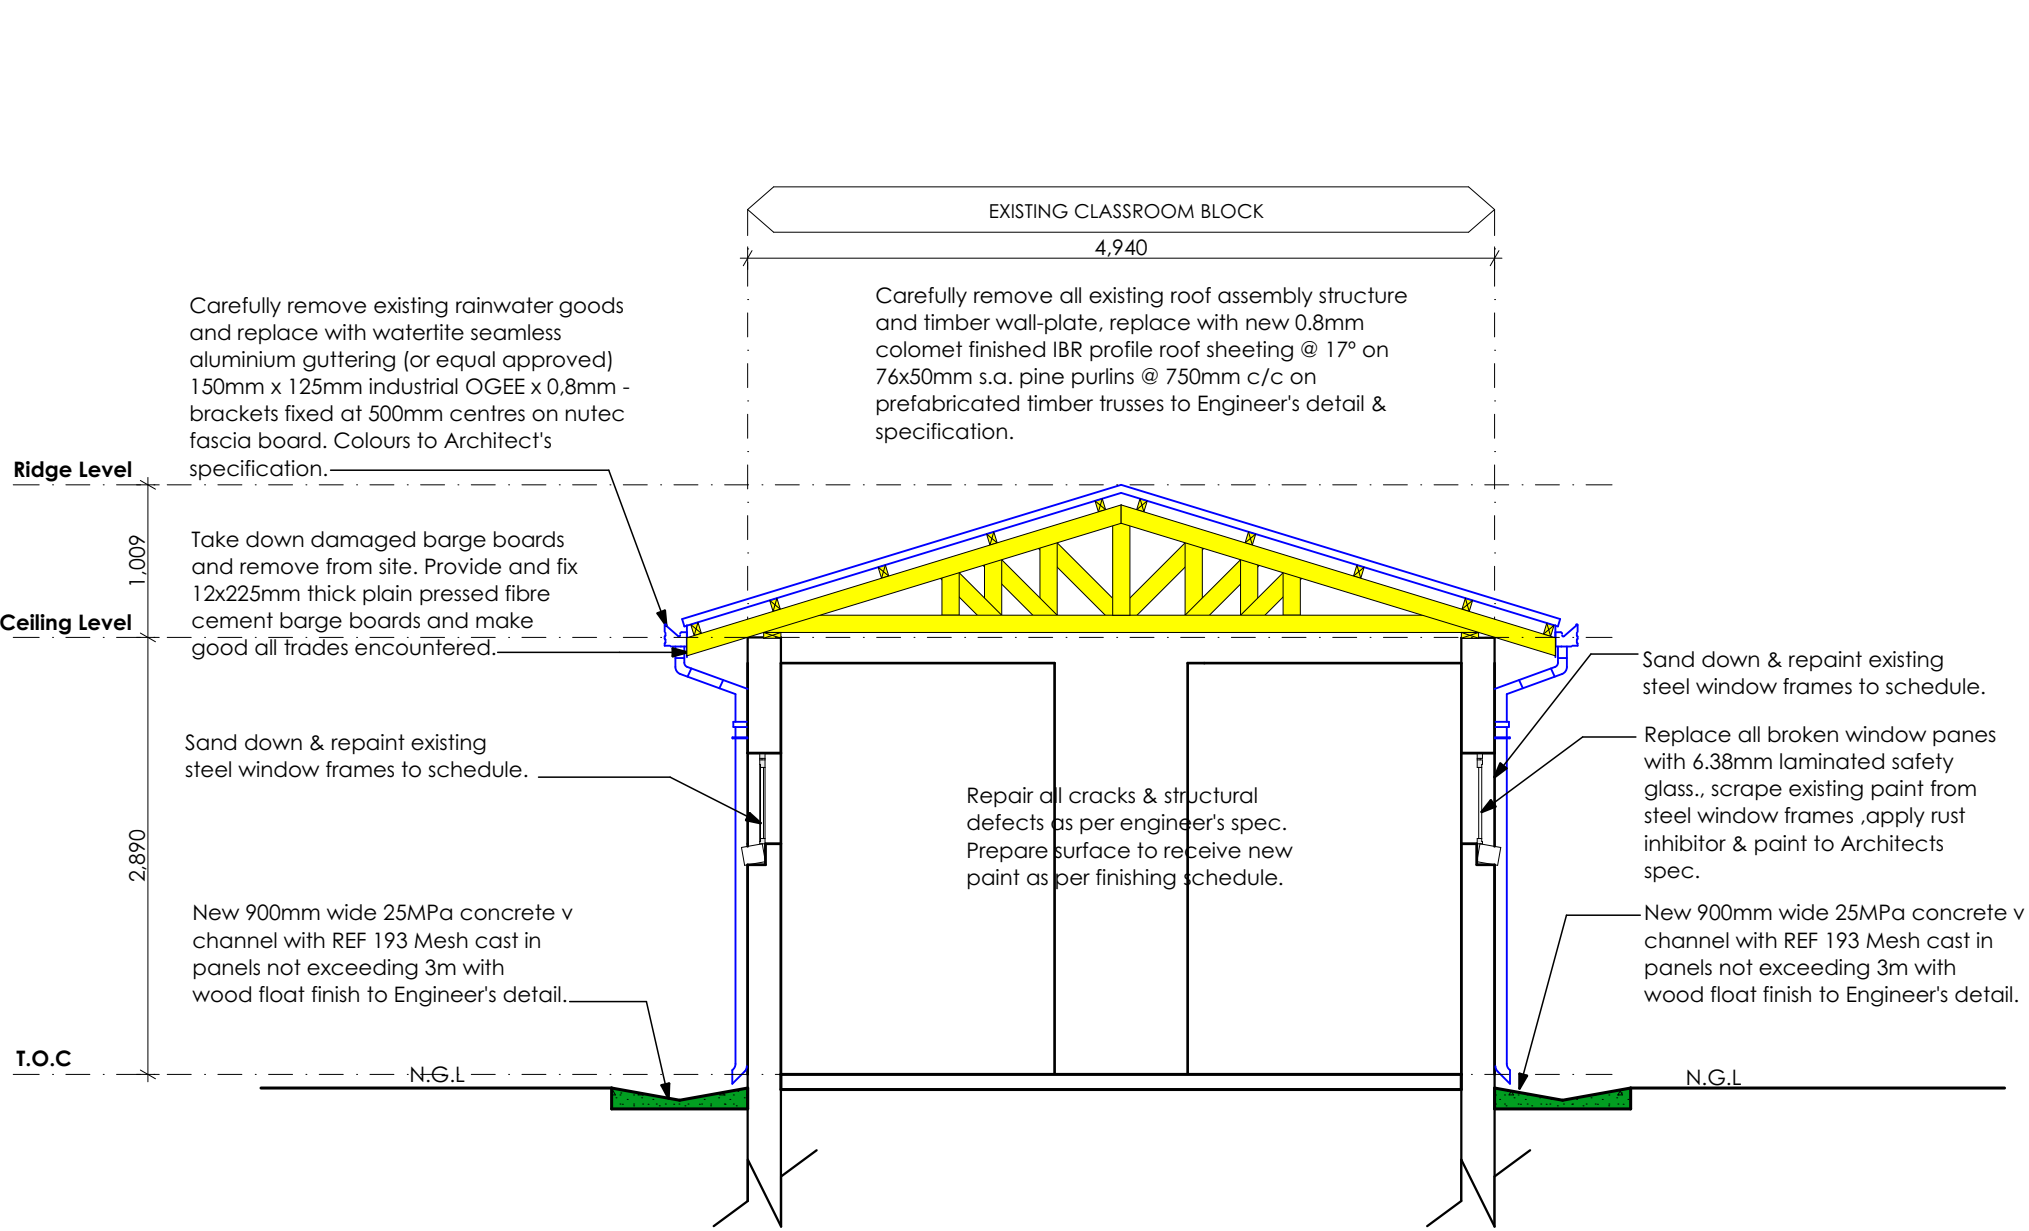 EXISTING CLASSROOM BLOCK
4,940
Carefully remove existing rainwater goods
and replace with watertite seamless
aluminium guttering (or equal approved)
150mm x 125mm industrial OGEE x 0,8mm -
brackets fixed at 500mm centres on nutec
fascia board. Colours to Architect's
specification.
Carefully remove all existing roof assembly structure
and timber wall-plate, replace with new 0.8mm
colomet finished IBR profile roof sheeting @ 17° on
76x50mm s.a. pine purlins @ 750mm c/c on
prefabricated timber trusses to Engineer's detail &
specification.
Ridge Level
1,009
Take down damaged barge boards
and remove from site. Provide and fix
12x225mm thick plain pressed fibre
cement barge boards and make
good all trades encountered.
Ceiling Level
Sand down & repaint existing
steel window frames to schedule.
Sand down & repaint existing
steel window frames to schedule.
Replace all broken window panes
with 6.38mm laminated safety
glass., scrape existing paint from
steel window frames ,apply rust
inhibitor & paint to Architects
spec.
Repair all cracks & structural
defects as per engineer's spec.
Prepare surface to receive new
paint as per finishing schedule.
2,890
New 900mm wide 25MPa concrete v
channel with REF 193 Mesh cast in
panels not exceeding 3m with
wood float finish to Engineer's detail.
New 900mm wide 25MPa concrete v
channel with REF 193 Mesh cast in
panels not exceeding 3m with
wood float finish to Engineer's detail.
T.O.C
N.G.L
N.G.L